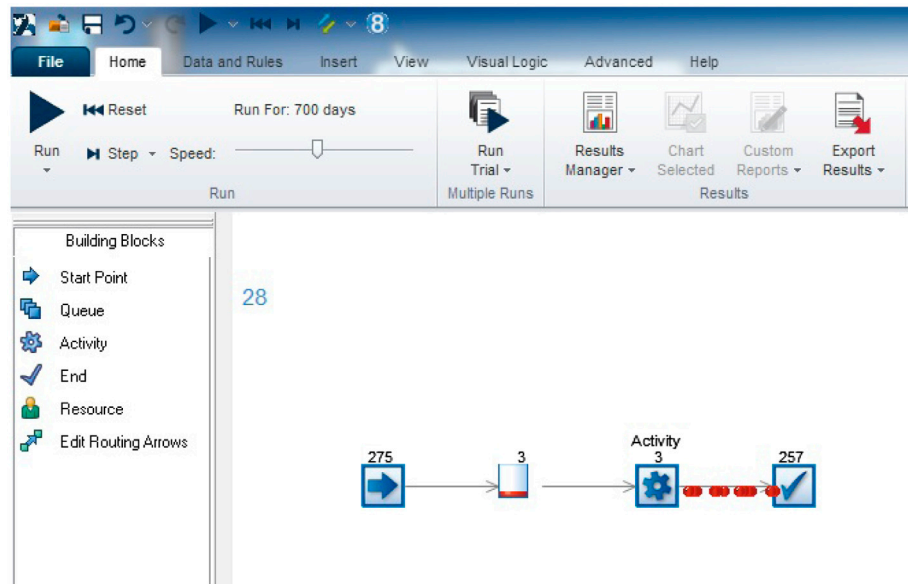 8
File Home Data and Rules Insert View Visual Logic Advanced Help
Reset Run For: 700 days
Run Step Speed: Run Trial Results Manager Chart Selected Custom Reports Export Results
Run Multiple Runs Results
Building Blocks
Start Point
28
Queue
Activity
End
Resource
Edit Routing Arrows
Activity
275 3 3 257